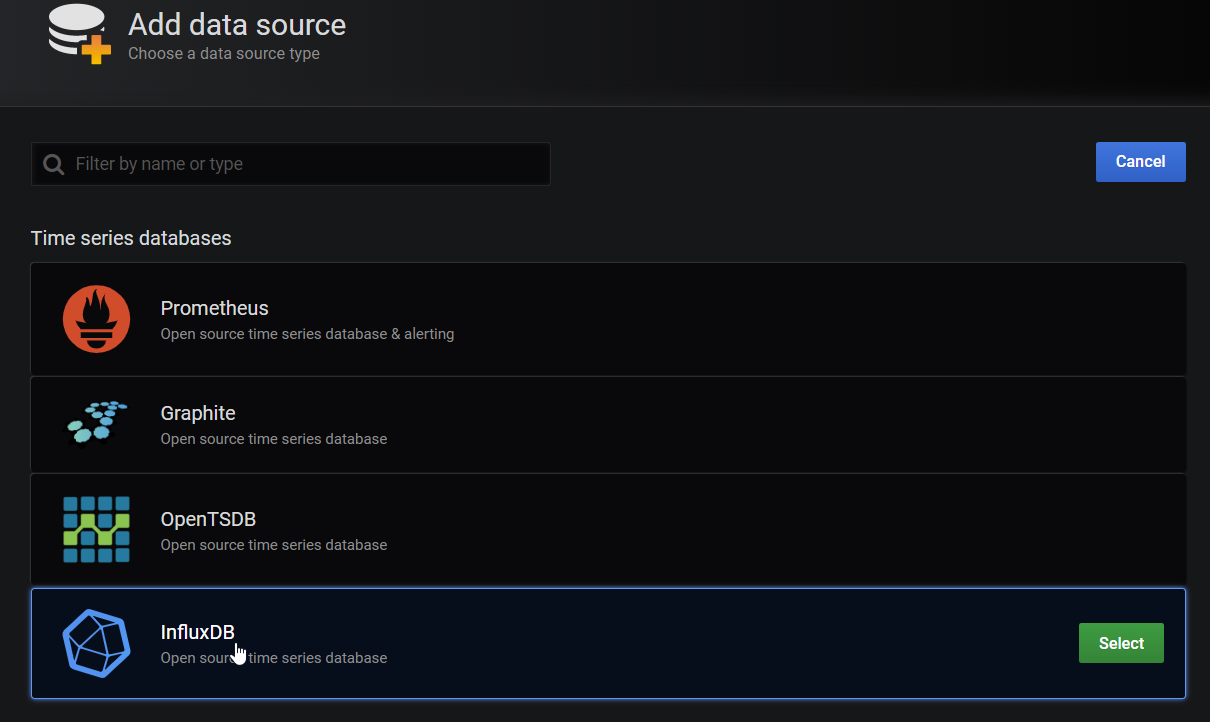 Add data source
Choose a data source type
Filter by name or type
Cancel
Time series databases
Prometheus
Open source time series database & alerting
Graphite
Open source time series database
OpenTSDB
Open source time series database
InfluxDB
Open source time series database
Select